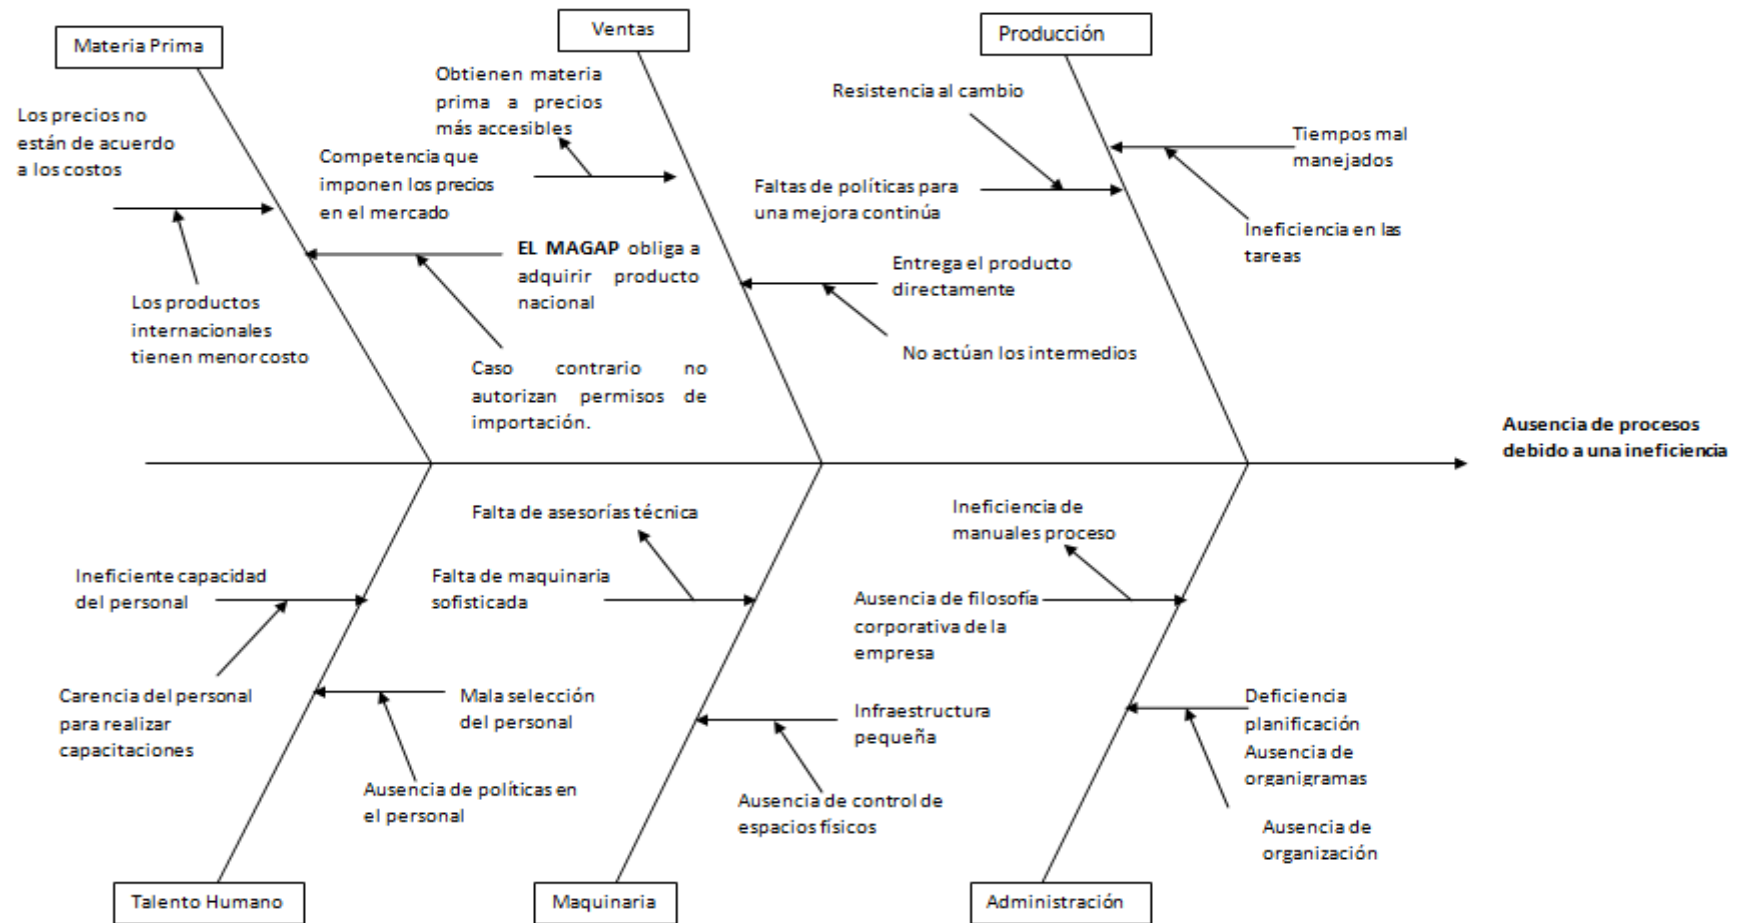 Materia Prima
Ventas
Producción
Los precios no
están de acuerdo
a los costos
Los productos
internacionales
tienen menor costo
EL MAGAP obliga a
adquirir producto
nacional
Caso contrario no
autorizan permisos de
importación.
Obtienen materia
prima a precios
más accesibles
Competencia que
imponen los precios
en el mercado
Entrega el producto
directamente
No actúan los intermedios
Resistencia al cambio
Faltas de políticas para
una mejora continúa
Tiempos mal
manejados
Ineficiencia en las
tareas
Ausencia de procesos
debido a una ineficiencia
Ineficiente capacidad
del personal
Carencia del personal
para realizar
capacitaciones
Mala selección
del personal
Ausencia de políticas en
el personal
Falta de asesorías técnica
Falta de maquinaria
sofisticada
Infraestructura
pequeña
Ausencia de control de
espacios físicos
Ineficiencia de
manuales proceso
Ausencia de filosofía
corporativa de la
empresa
Deficiencia
planificación
Ausencia de
organigramas
Ausencia de
organización
Talento Humano
Maquinaria
Administración